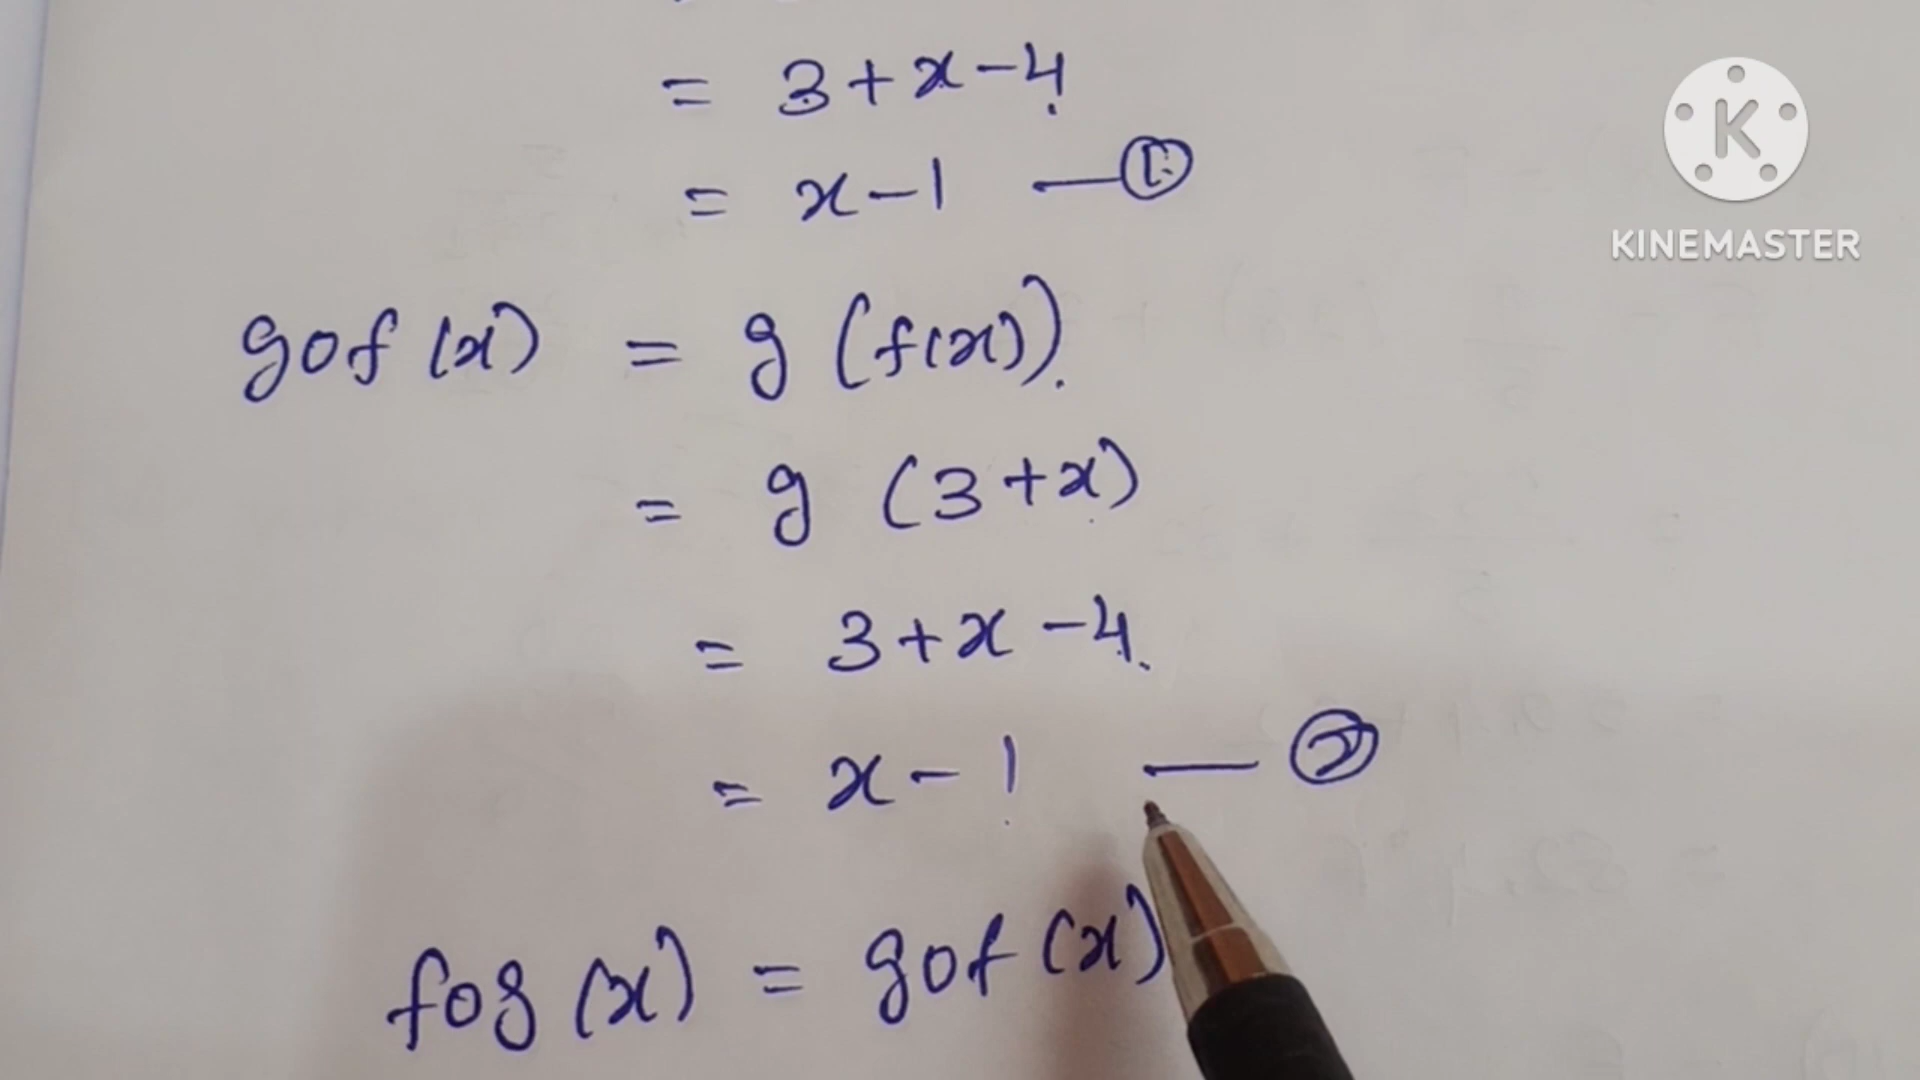 = 3+x-4
= x-1 — ①
gof (x) = g (f(x)).
= g (3+x)
= 3+x-4.
= x-1 — ②
fog (x) = gof (x)
K
KINEMASTER